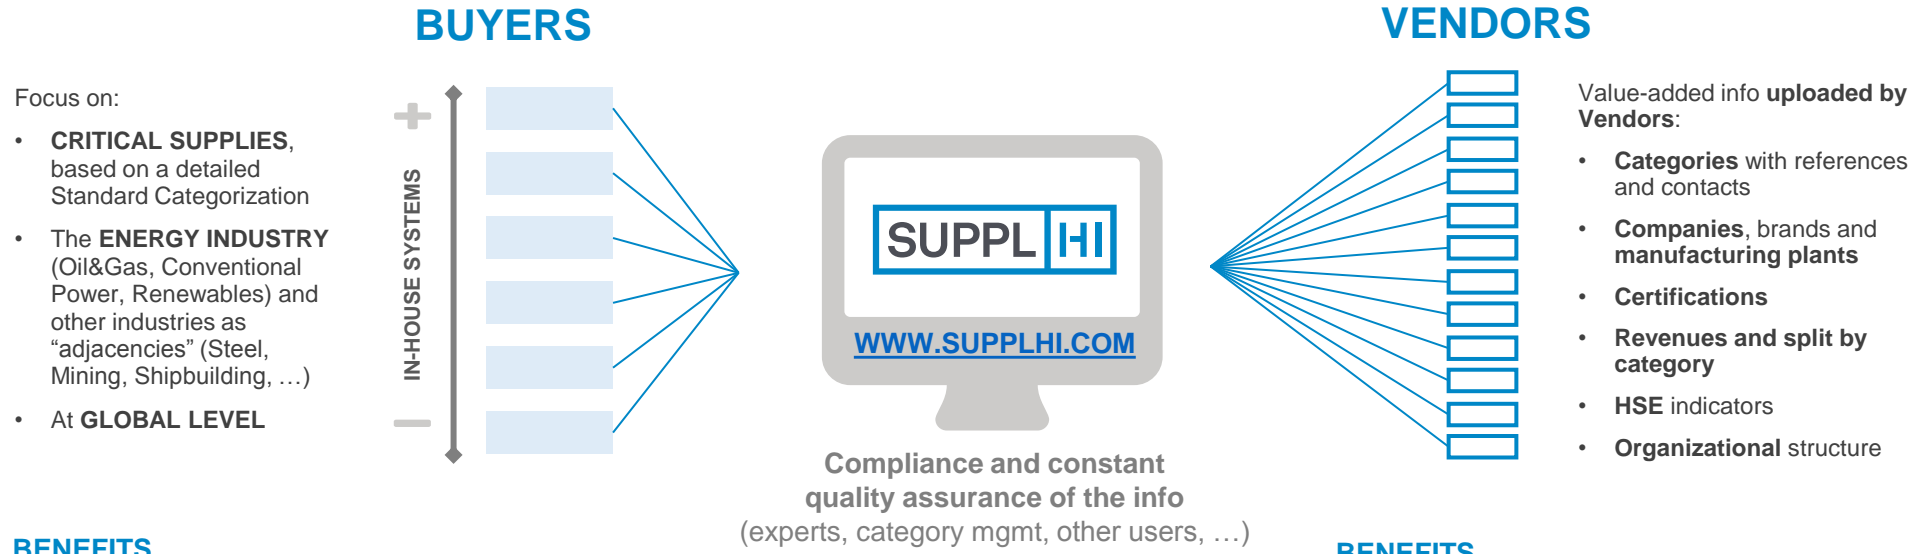 BUYERS
VENDORS
Focus on:
• CRITICAL SUPPLIES,
based on a detailed
Standard Categorization
• The ENERGY INDUSTRY
(Oil&Gas, Conventional
Power, Renewables) and
other industries as
“adjacencies” (Steel,
Mining, Shipbuilding, …)
• At GLOBAL LEVEL
IN-HOUSE SYSTEMS
SUPPLHI
WWW.SUPPLHI.COM
Compliance and constant
quality assurance of the info
(experts, category mgmt, other users, …)
Value-added info uploaded by
Vendors:
• Categories with references
and contacts
• Companies, brands and
manufacturing plants
• Certifications
• Revenues and split by
category
• HSE indicators
• Organizational structure
BENEFITS
BENEFITS